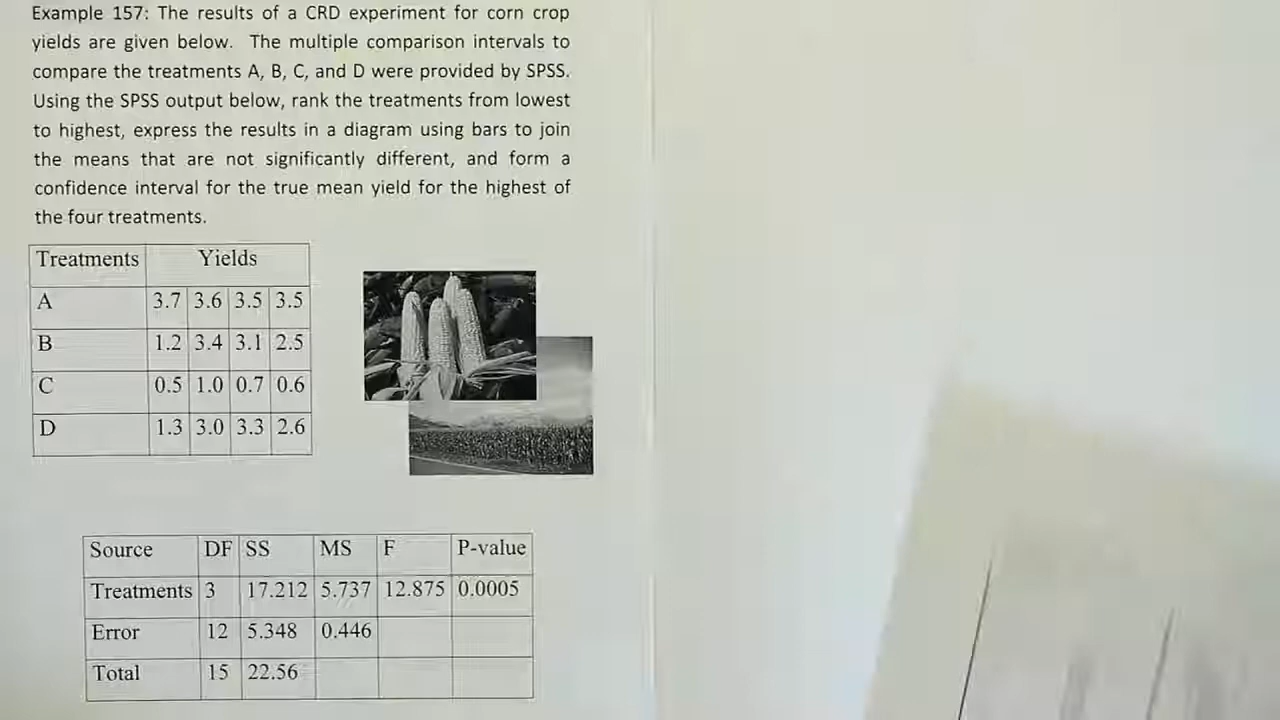 Example 157: The results of a CRD experiment for corn crop
yields are given below. The multiple comparison intervals to
compare the treatments A, B, C, and D were provided by SPSS.
Using the SPSS output below, rank the treatments from lowest
to highest, express the results in a diagram using bars to join
the means that are not significantly different, and form a
confidence interval for the true mean yield for the highest of
the four treatments.
Treatments Yields
A 3.7 3.6 3.5 3.5
B 1.2 3.4 3.1 2.5
C 0.5 1.0 0.7 0.6
D 1.3 3.0 3.3 2.6
Source DF SS MS F P-value
Treatments 3 17.212 5.737 12.875 0.0005
Error 12 5.348 0.446
Total 15 22.56